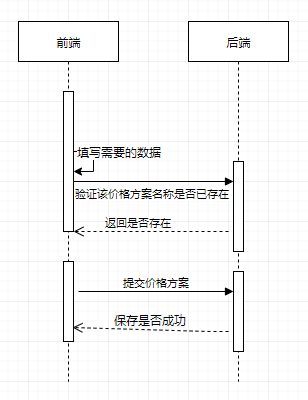 前端
后端
填写需要的数据
验证该价格方案名称是否已存在
返回是否存在
提交价格方案
保存是否成功